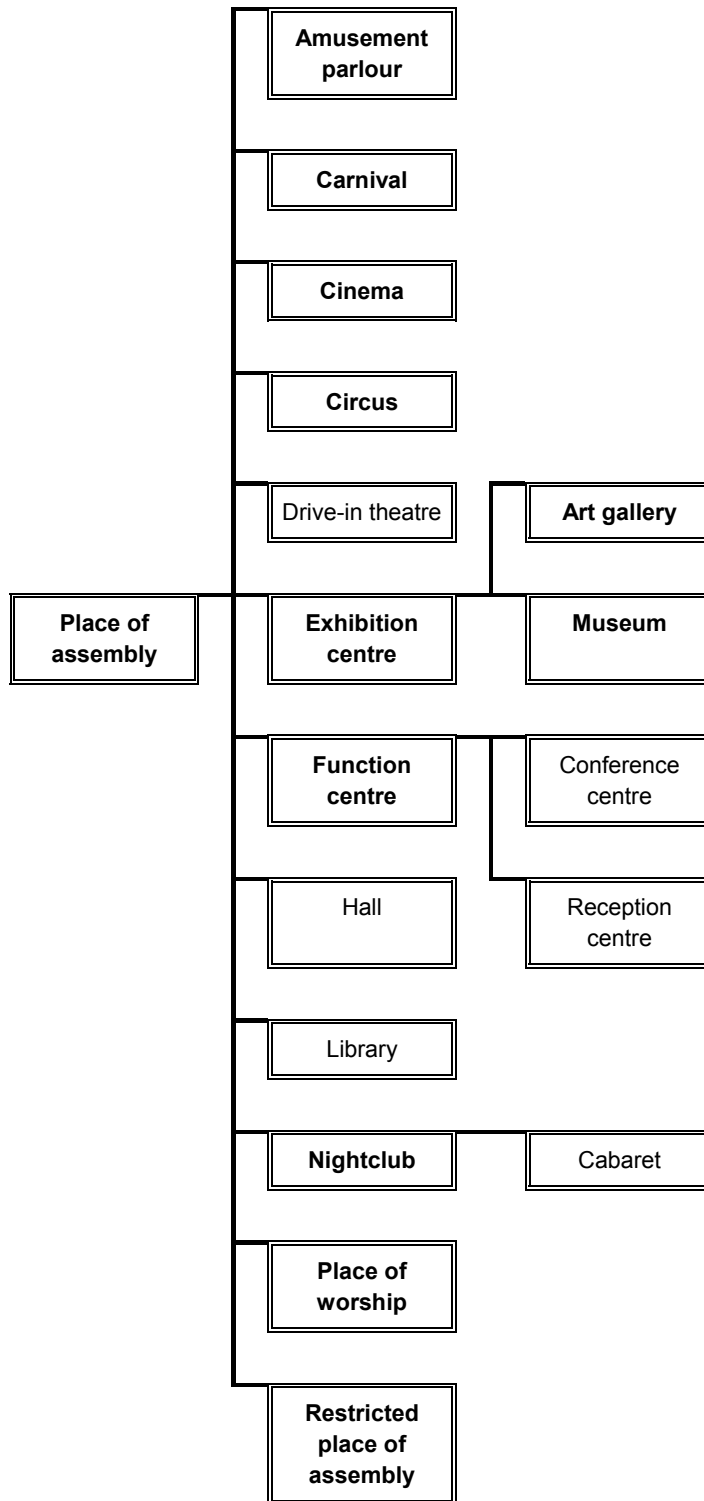 Amusement
parlour
Carnival
Cinema
Circus
Drive-in theatre
Art gallery
Place of
assembly
Exhibition
centre
Museum
Function
centre
Conference
centre
Hall
Reception
centre
Library
Nightclub
Cabaret
Place of
worship
Restricted
place of
assembly